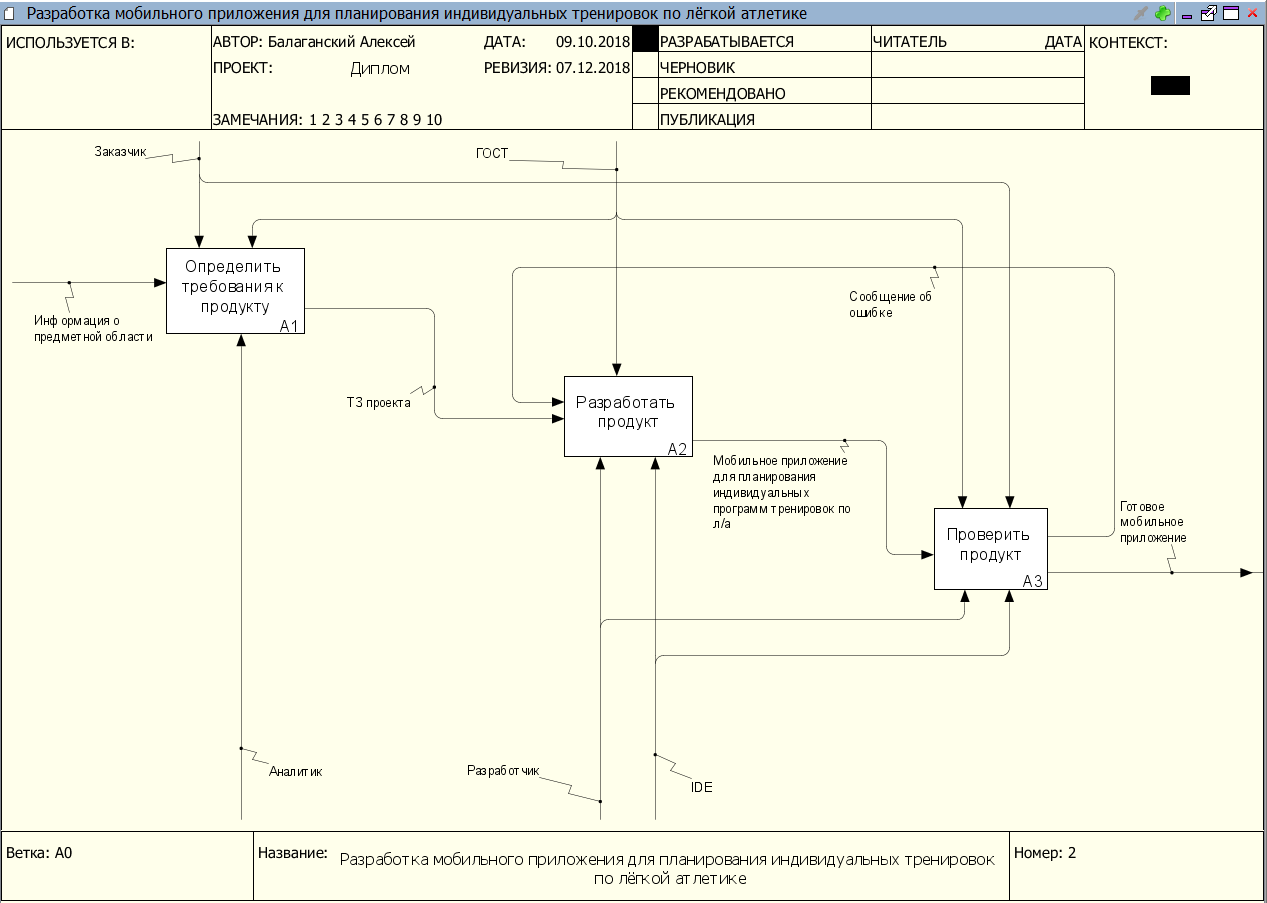 Разработка мобильного приложения для планирования индивидуальных тренировок по лёгкой атлетике
ИСПОЛЬЗУЕТСЯ В:
АВТОР: Балаганский Алексей
ДАТА: 09.10.2018
РАЗРАБАТЫВАЕТСЯ
ЧИТАТЕЛЬ
ДАТА
КОНТЕКСТ:
ПРОЕКТ: Диплом
РЕВИЗИЯ: 07.12.2018
ЧЕРНОВИК
РЕКОМЕНДОВАНО
ЗАМЕЧАНИЯ: 1 2 3 4 5 6 7 8 9 10
ПУБЛИКАЦИЯ
Заказчик
ГОСТ
Определить
требования к
продукту
A1
Информация о
предметной области
Сообщение об
ошибке
ТЗ проекта
Разработать
продукт
A2
Мобильное приложение
для планирования
индивидуальных
программ тренировок по
л/а
Готовое
мобильное
приложение
Проверить
продукт
A3
Аналитик
Разработчик
IDE
Ветка: A0
Название:
Разработка мобильного приложения для планирования индивидуальных тренировок
по лёгкой атлетике
Номер: 2